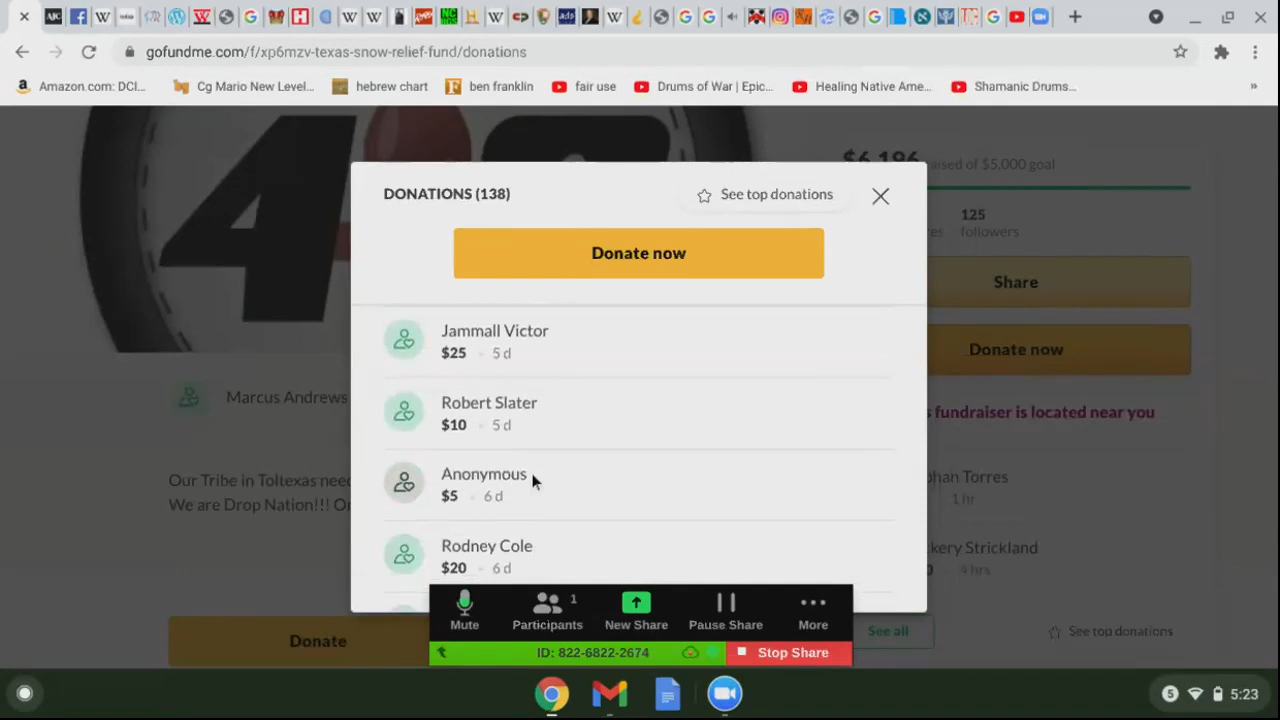 gofundme.com/f/xp6mzv-texas-snow-relief-fund/donations
Amazon.com: DCI...
Cg Mario New Level...
hebrew chart
ben franklin
fair use
Drums of War | Epic...
Healing Native Ame...
Shamanic Drums...
»
$6,196 raised of $5,000 goal
DONATIONS (138)
See top donations
125
followers
Donate now
Share
Jammall Victor
$25 · 5 d
Donate now
Marcus Andrews
Robert Slater
$10 · 5 d
fundraiser is located near you
Our Tribe in Toltexas need
We are Drop Nation!!! O
Anonymous
$5 · 6 d
Torres
1 hr
Rodney Cole
$20 · 6 d
Strickland
4 hrs
Mute
Participants
1
New Share
Pause Share
More
Donate
See all
See top donations
ID: 822-6822-2674
Stop Share
5
5:23